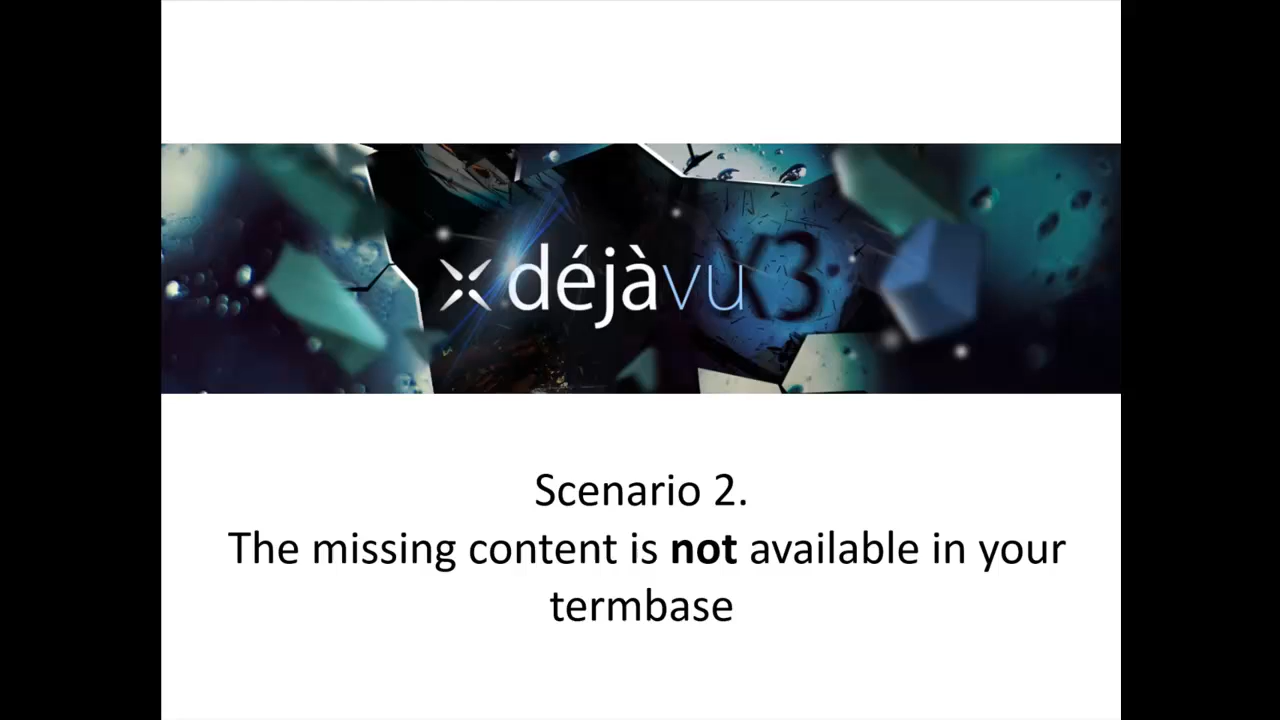 déjàvu X3
Scenario 2.
The missing content is not available in your
termbase